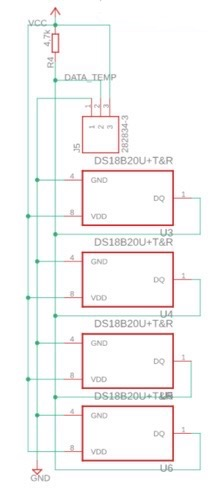 VCC
4.7k
R4
DATA_TEMP
1
2
3
1
2
3
J5
282834-3
DS18B20U+T&R
4
GND
DQ
1
8
VDD
U3
DS18B20U+T&R
4
GND
DQ
1
8
VDD
U4
DS18B20U+T&R
4
GND
DQ
1
8
VDD
DS18B20U+T&R
4
GND
DQ
1
8
VDD
U6
GND